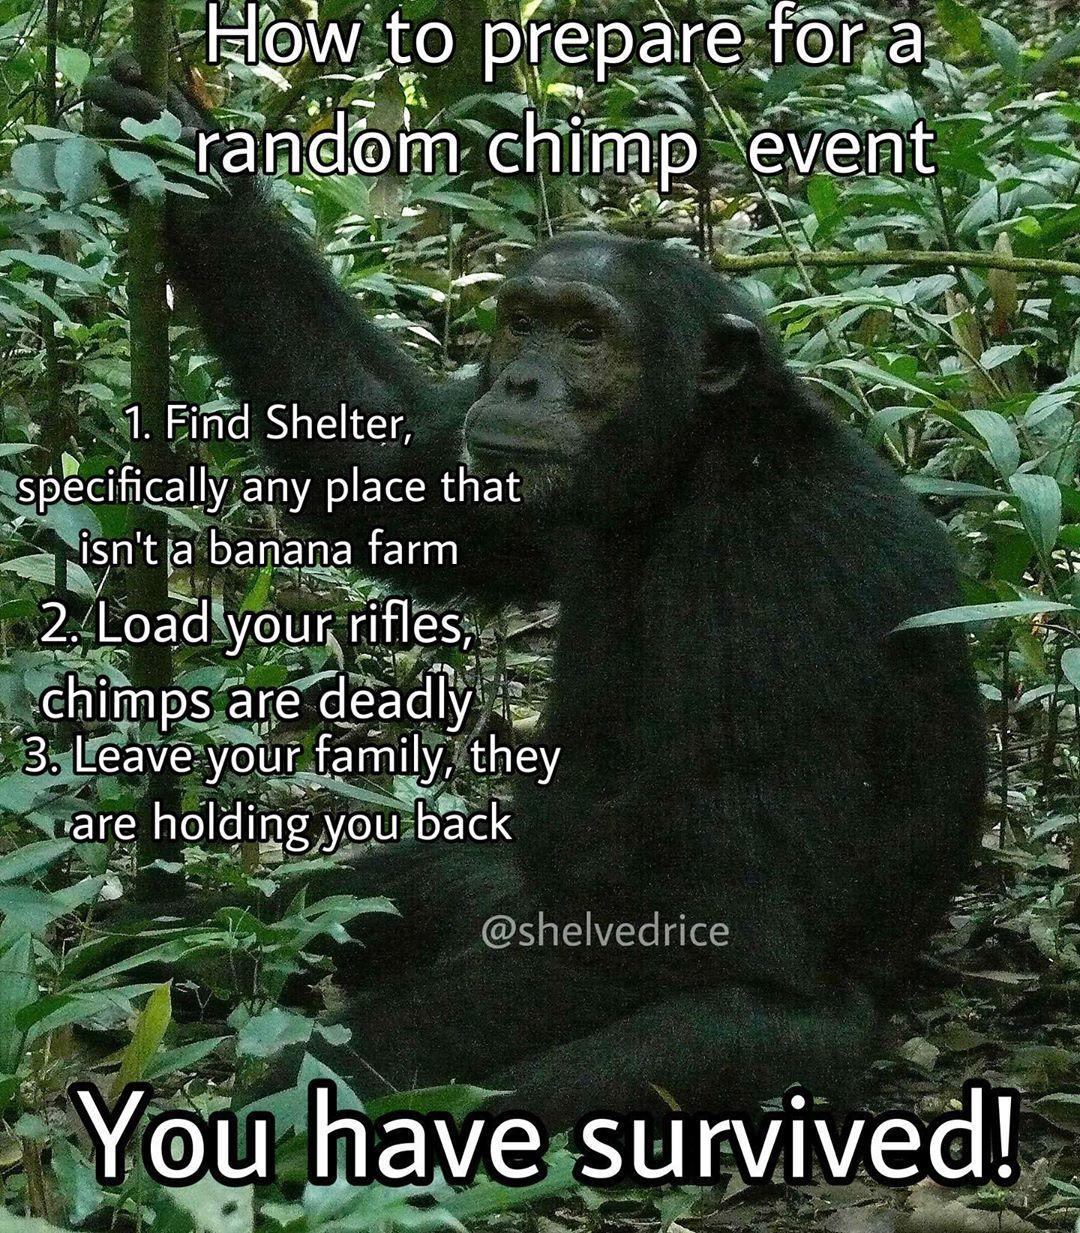 How to prepare for a
random chimp event
1. Find Shelter,
specifically any place that
isn't a banana farm
2. Load your rifles,
chimps are deadly
3. Leave your family, they
are holding you back
@shelvedrice
You have survived!